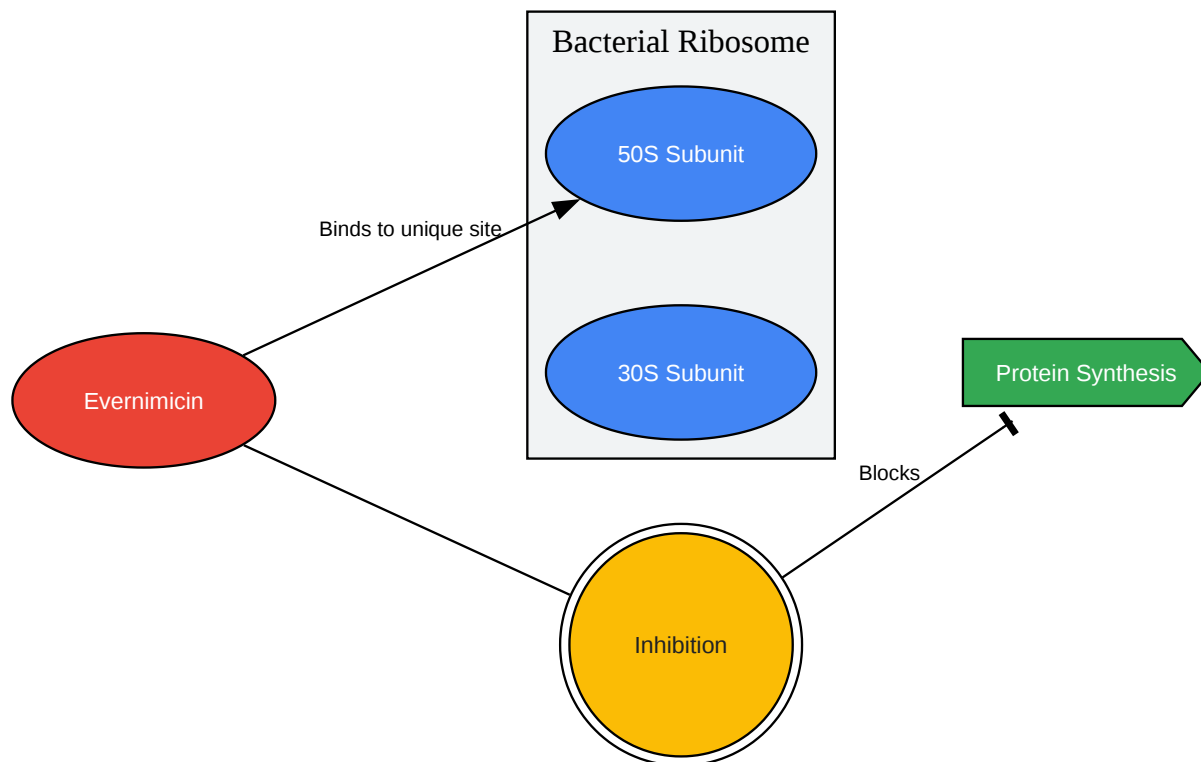 Bacterial Ribosome
50S Subunit
Binds to unique site
30S Subunit
Evernimicin
Protein Synthesis
Blocks
Inhibition